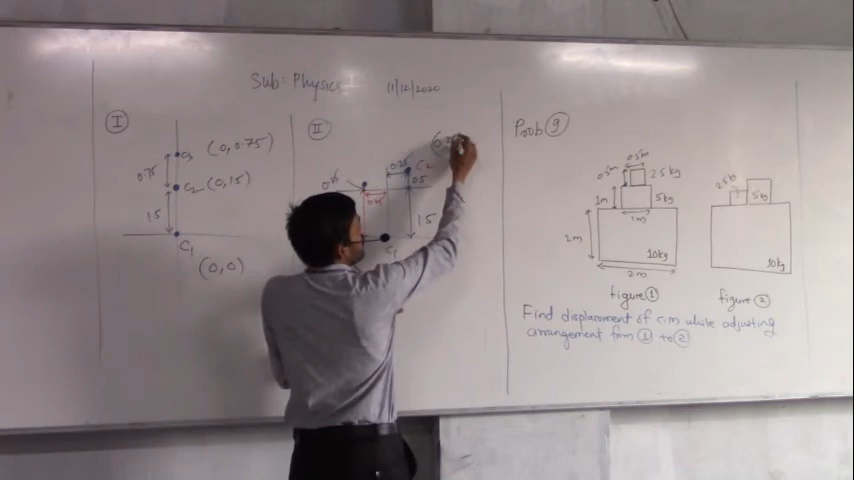 Sub: Physics
11/12/2020
I
C3 (0, 0.75)
0.75
C2 (0, 1.5)
1.5
C1
(0, 0)
II
0.25
C2
0.5
1.5
C1
Prob 9
0.5m
0.5m
2.5kg
1m
5kg
1m
2m
10kg
2m
figure 1
2.5kg
5kg
10kg
figure 2
Find displacement of c.m while adjusting
arrangement from 1 to 2